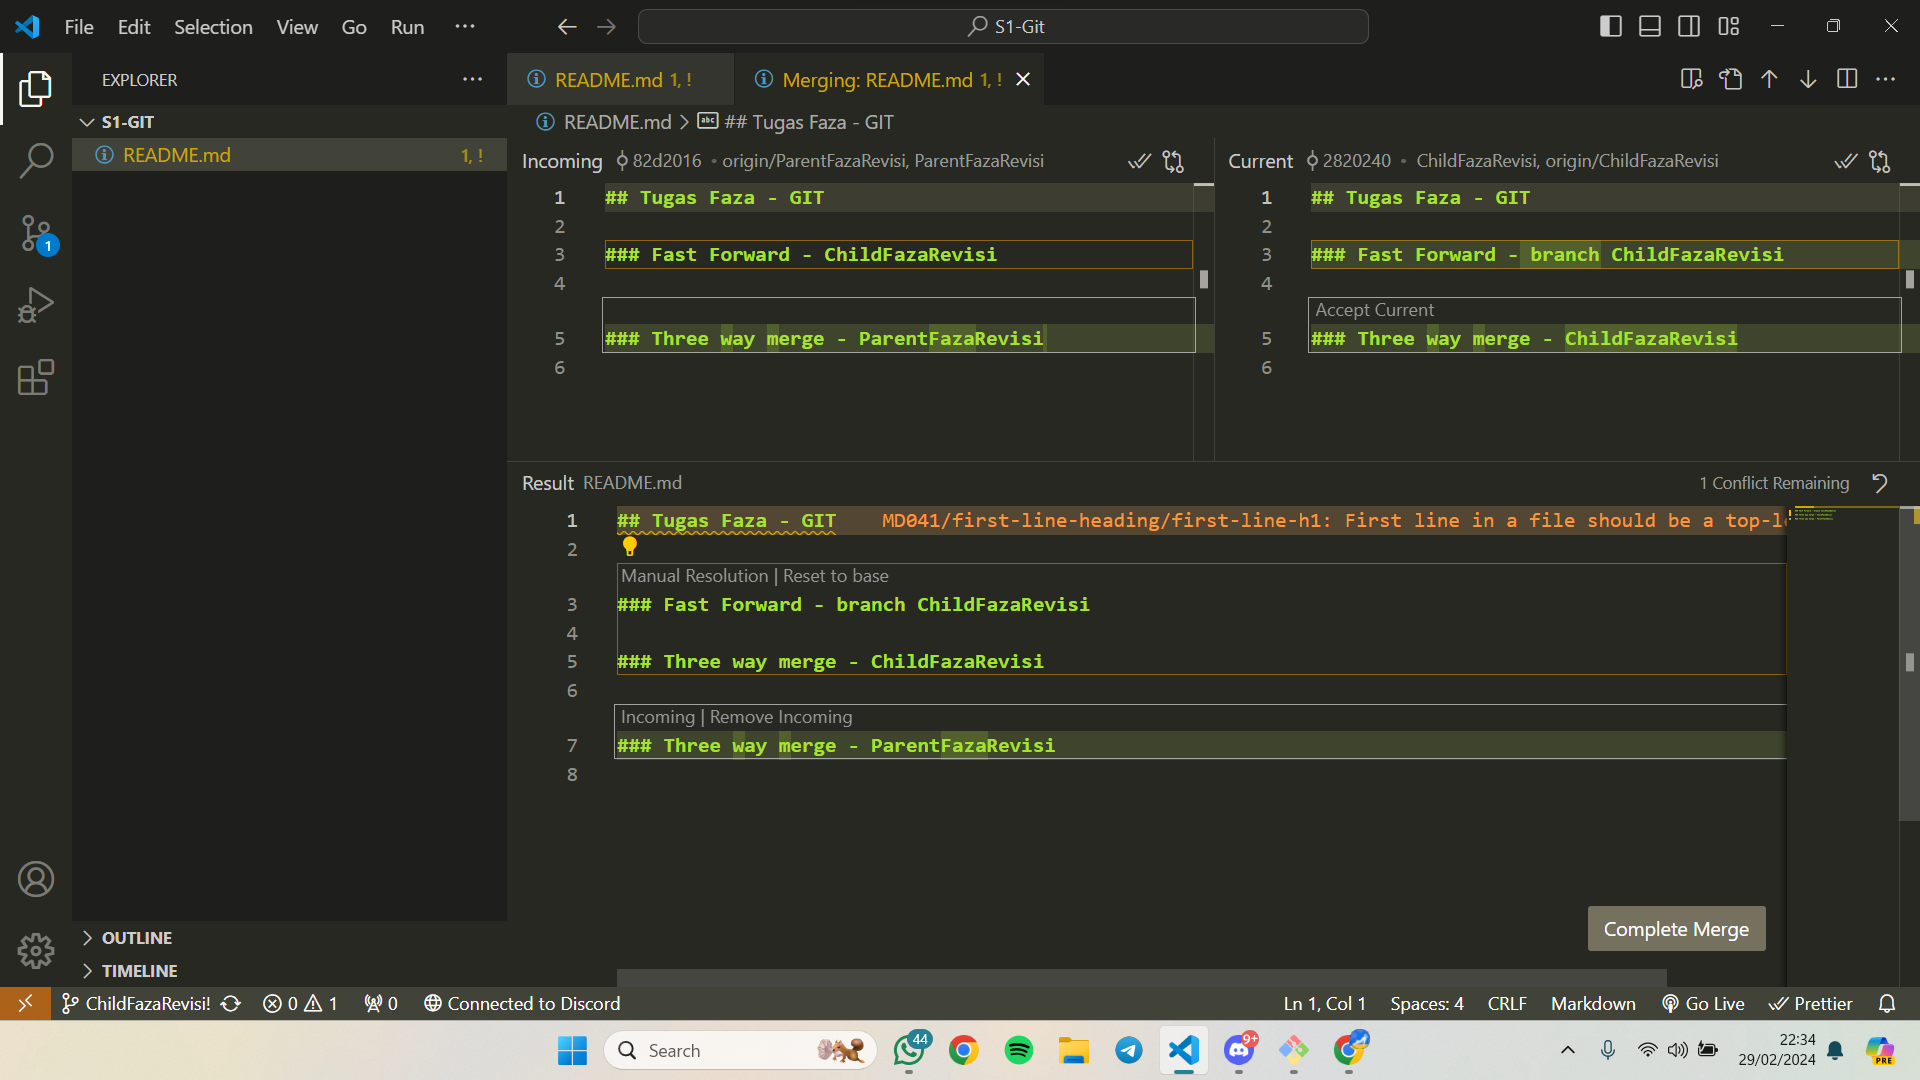 File Edit Selection View Go Run
S1-Git
EXPLORER
README.md 1, !
Merging: README.md 1, !
S1-GIT
README.md 1, !
README.md > ## Tugas Faza - GIT
Incoming 82d2016 • origin/ParentFazaRevisi, ParentFazaRevisi
1 ## Tugas Faza - GIT
2
3 ### Fast Forward - ChildFazaRevisi
4
5 ### Three way merge - ParentFazaRevisi
6
Current 2820240 • ChildFazaRevisi, origin/ChildFazaRevisi
1 ## Tugas Faza - GIT
2
3 ### Fast Forward - branch ChildFazaRevisi
4
Accept Current
5 ### Three way merge - ChildFazaRevisi
6
Result README.md
1 Conflict Remaining
1 ## Tugas Faza - GIT MD041/first-line-heading/first-line-h1: First line in a file should be a top-l
2
Manual Resolution | Reset to base
3 ### Fast Forward - branch ChildFazaRevisi
4
5 ### Three way merge - ChildFazaRevisi
6
Incoming | Remove Incoming
7 ### Three way merge - ParentFazaRevisi
8
Complete Merge
1
OUTLINE
TIMELINE
ChildFazaRevisi! 0 1 0 Connected to Discord
Ln 1, Col 1 Spaces: 4 CRLF Markdown Go Live Prettier
Search
44
9+
22:34
29/02/2024
PRE